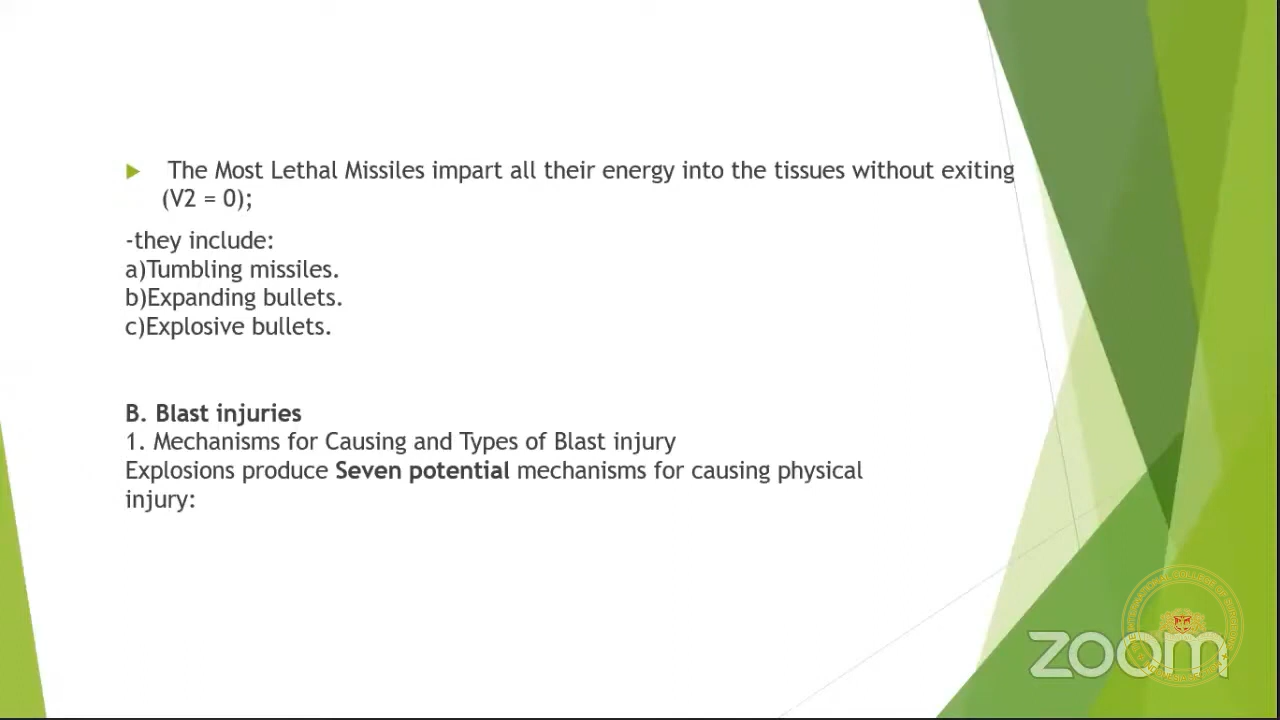 The Most Lethal Missiles impart all their energy into the tissues without exiting
(V2 = 0);
-they include:
a)Tumbling missiles.
b)Expanding bullets.
c)Explosive bullets.
B. Blast injuries
1. Mechanisms for Causing and Types of Blast injury
Explosions produce Seven potential mechanisms for causing physical
injury:
zoom